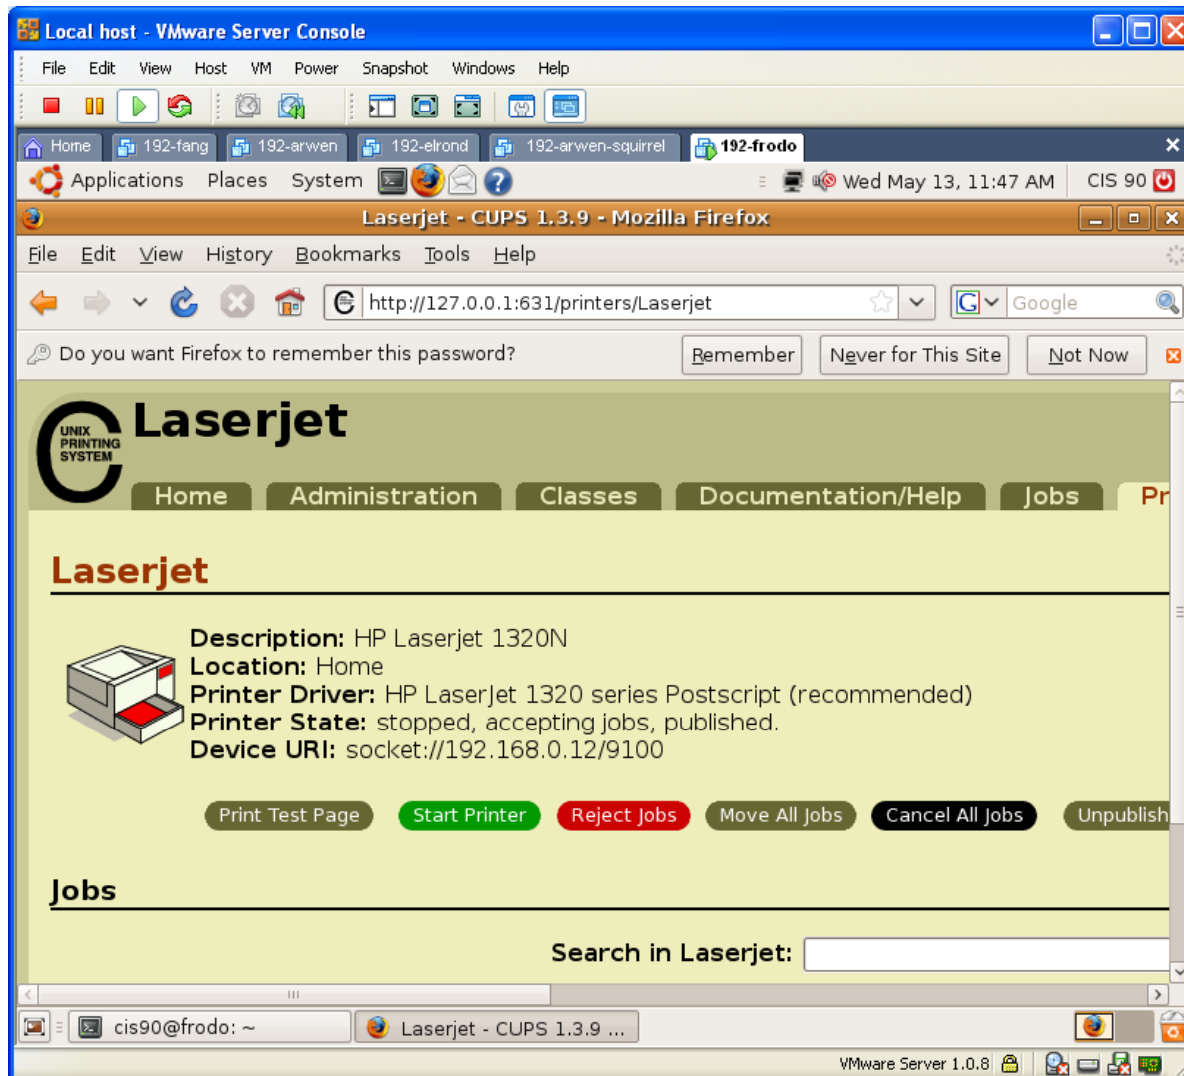 Local host - VMware Server Console
File Edit View Host VM Power Snapshot Windows Help
Home 192-fang 192-arwen 192-elrond 192-arwen-squirrel 192-frodo
Applications Places System Wed May 13, 11:47 AM CIS 90
Laserjet - CUPS 1.3.9 - Mozilla Firefox
File Edit View History Bookmarks Tools Help
http://127.0.0.1:631/printers/Laserjet G Google
Do you want Firefox to remember this password? Remember Never for This Site Not Now
UNIX PRINTING SYSTEM
Laserjet
Home Administration Classes Documentation/Help Jobs Pr
Laserjet
Description: HP Laserjet 1320N
Location: Home
Printer Driver: HP LaserJet 1320 series Postscript (recommended)
Printer State: stopped, accepting jobs, published.
Device URI: socket://192.168.0.12/9100
Print Test Page Start Printer Reject Jobs Move All Jobs Cancel All Jobs Unpublish
Jobs
Search in Laserjet:
cis90@frodo: ~ Laserjet - CUPS 1.3.9 ...
VMware Server 1.0.8